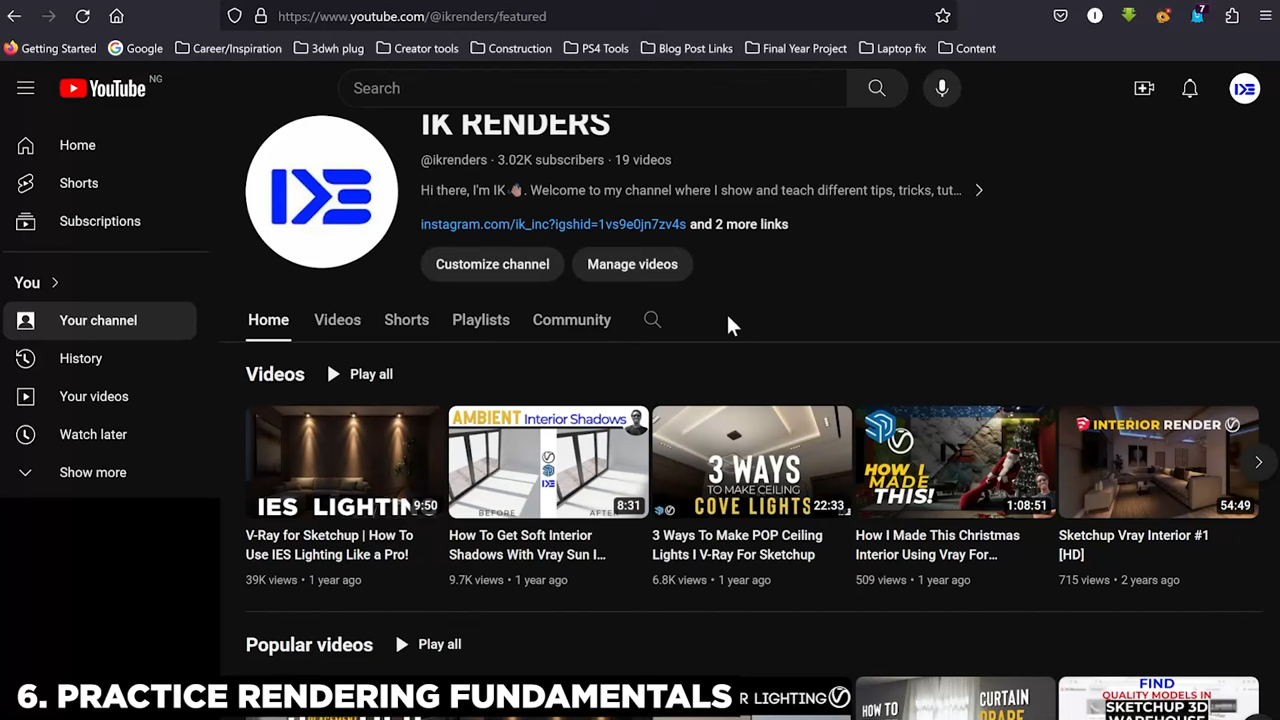 https://www.youtube.com/@ikrenders/featured
7
Getting Started
Google
Career/Inspiration
3dwh plug
Creator tools
Construction
PS4 Tools
Blog Post Links
Final Year Project
Laptop fix
Content
YouTube NG
Search
Home
Shorts
Subscriptions
You
Your channel
History
Your videos
Watch later
Show more
IK RENDERS
@ikrenders · 3.02K subscribers · 19 videos
Hi there, I'm IK 👋🏽. Welcome to my channel where I show and teach different tips, tricks, tut...
instagram.com/ik_inc?igshid=1vs9e0jn7zv4s and 2 more links
Customize channel
Manage videos
Home
Videos
Shorts
Playlists
Community
Videos
Play all
IES LIGHTIN
9:50
V-Ray for Sketchup | How To
Use IES Lighting Like a Pro!
39K views • 1 year ago
AMBIENT Interior Shadows
BEFORE
AFTE
8:31
How To Get Soft Interior
Shadows With Vray Sun I...
9.7K views • 1 year ago
3 WAYS
TO MAKE CEILING
COVE LIGHTS
22:33
3 Ways To Make POP Ceiling
Lights I V-Ray For Sketchup
6.8K views • 1 year ago
HOW I
MADE
THIS!
1:08:51
How I Made This Christmas
Interior Using Vray For...
509 views • 1 year ago
INTERIOR RENDER
54:49
Sketchup Vray Interior #1
[HD]
715 views • 2 years ago
Popular videos
Play all
R LIGHTING
HOW TO
CURTAIN
DRAPE
FIND
QUALITY MODELS IN
SKETCHUP 3D
WAREHOUSE
6. PRACTICE RENDERING FUNDAMENTALS